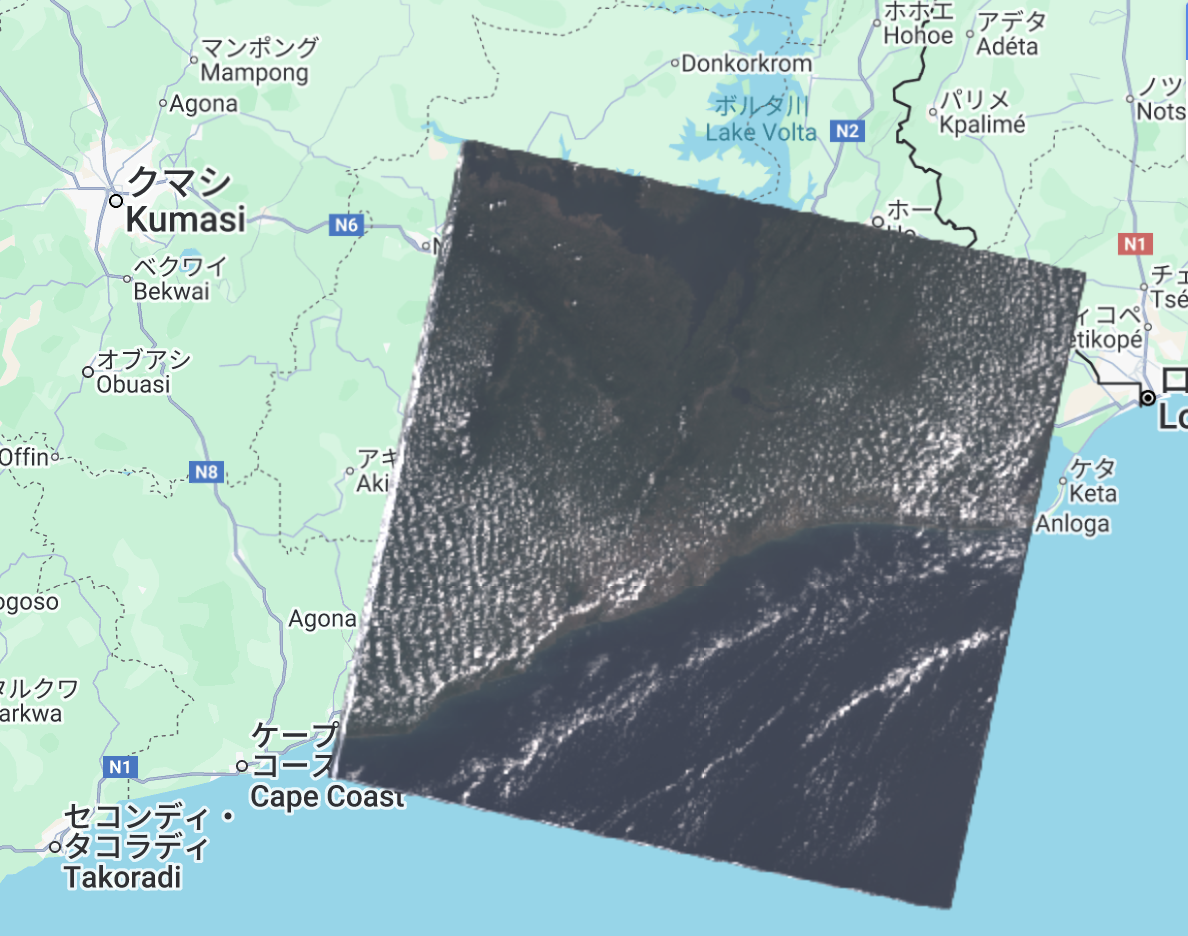 ホホエ
Hohoe
アデタ
Adéta
マンポング
Mampong
Donkorkrom
Agona
ボルタ川
Lake Volta
N2
パリメ
Kpalimé
ノツ
Nots
クマシ
Kumasi
N6
ホー
N1
ベクワイ
Bekwai
チェ
Tsé
ィコペ
etikopé
オブアシ
Obuasi
ロ
Lo
Offin
N8
アキ
Aki
ケタ
Keta
Anloga
ogoso
Agona
タルクワ
arkwa
ケープ
コース
Cape Coast
N1
セコンディ・
タコラディ
Takoradi